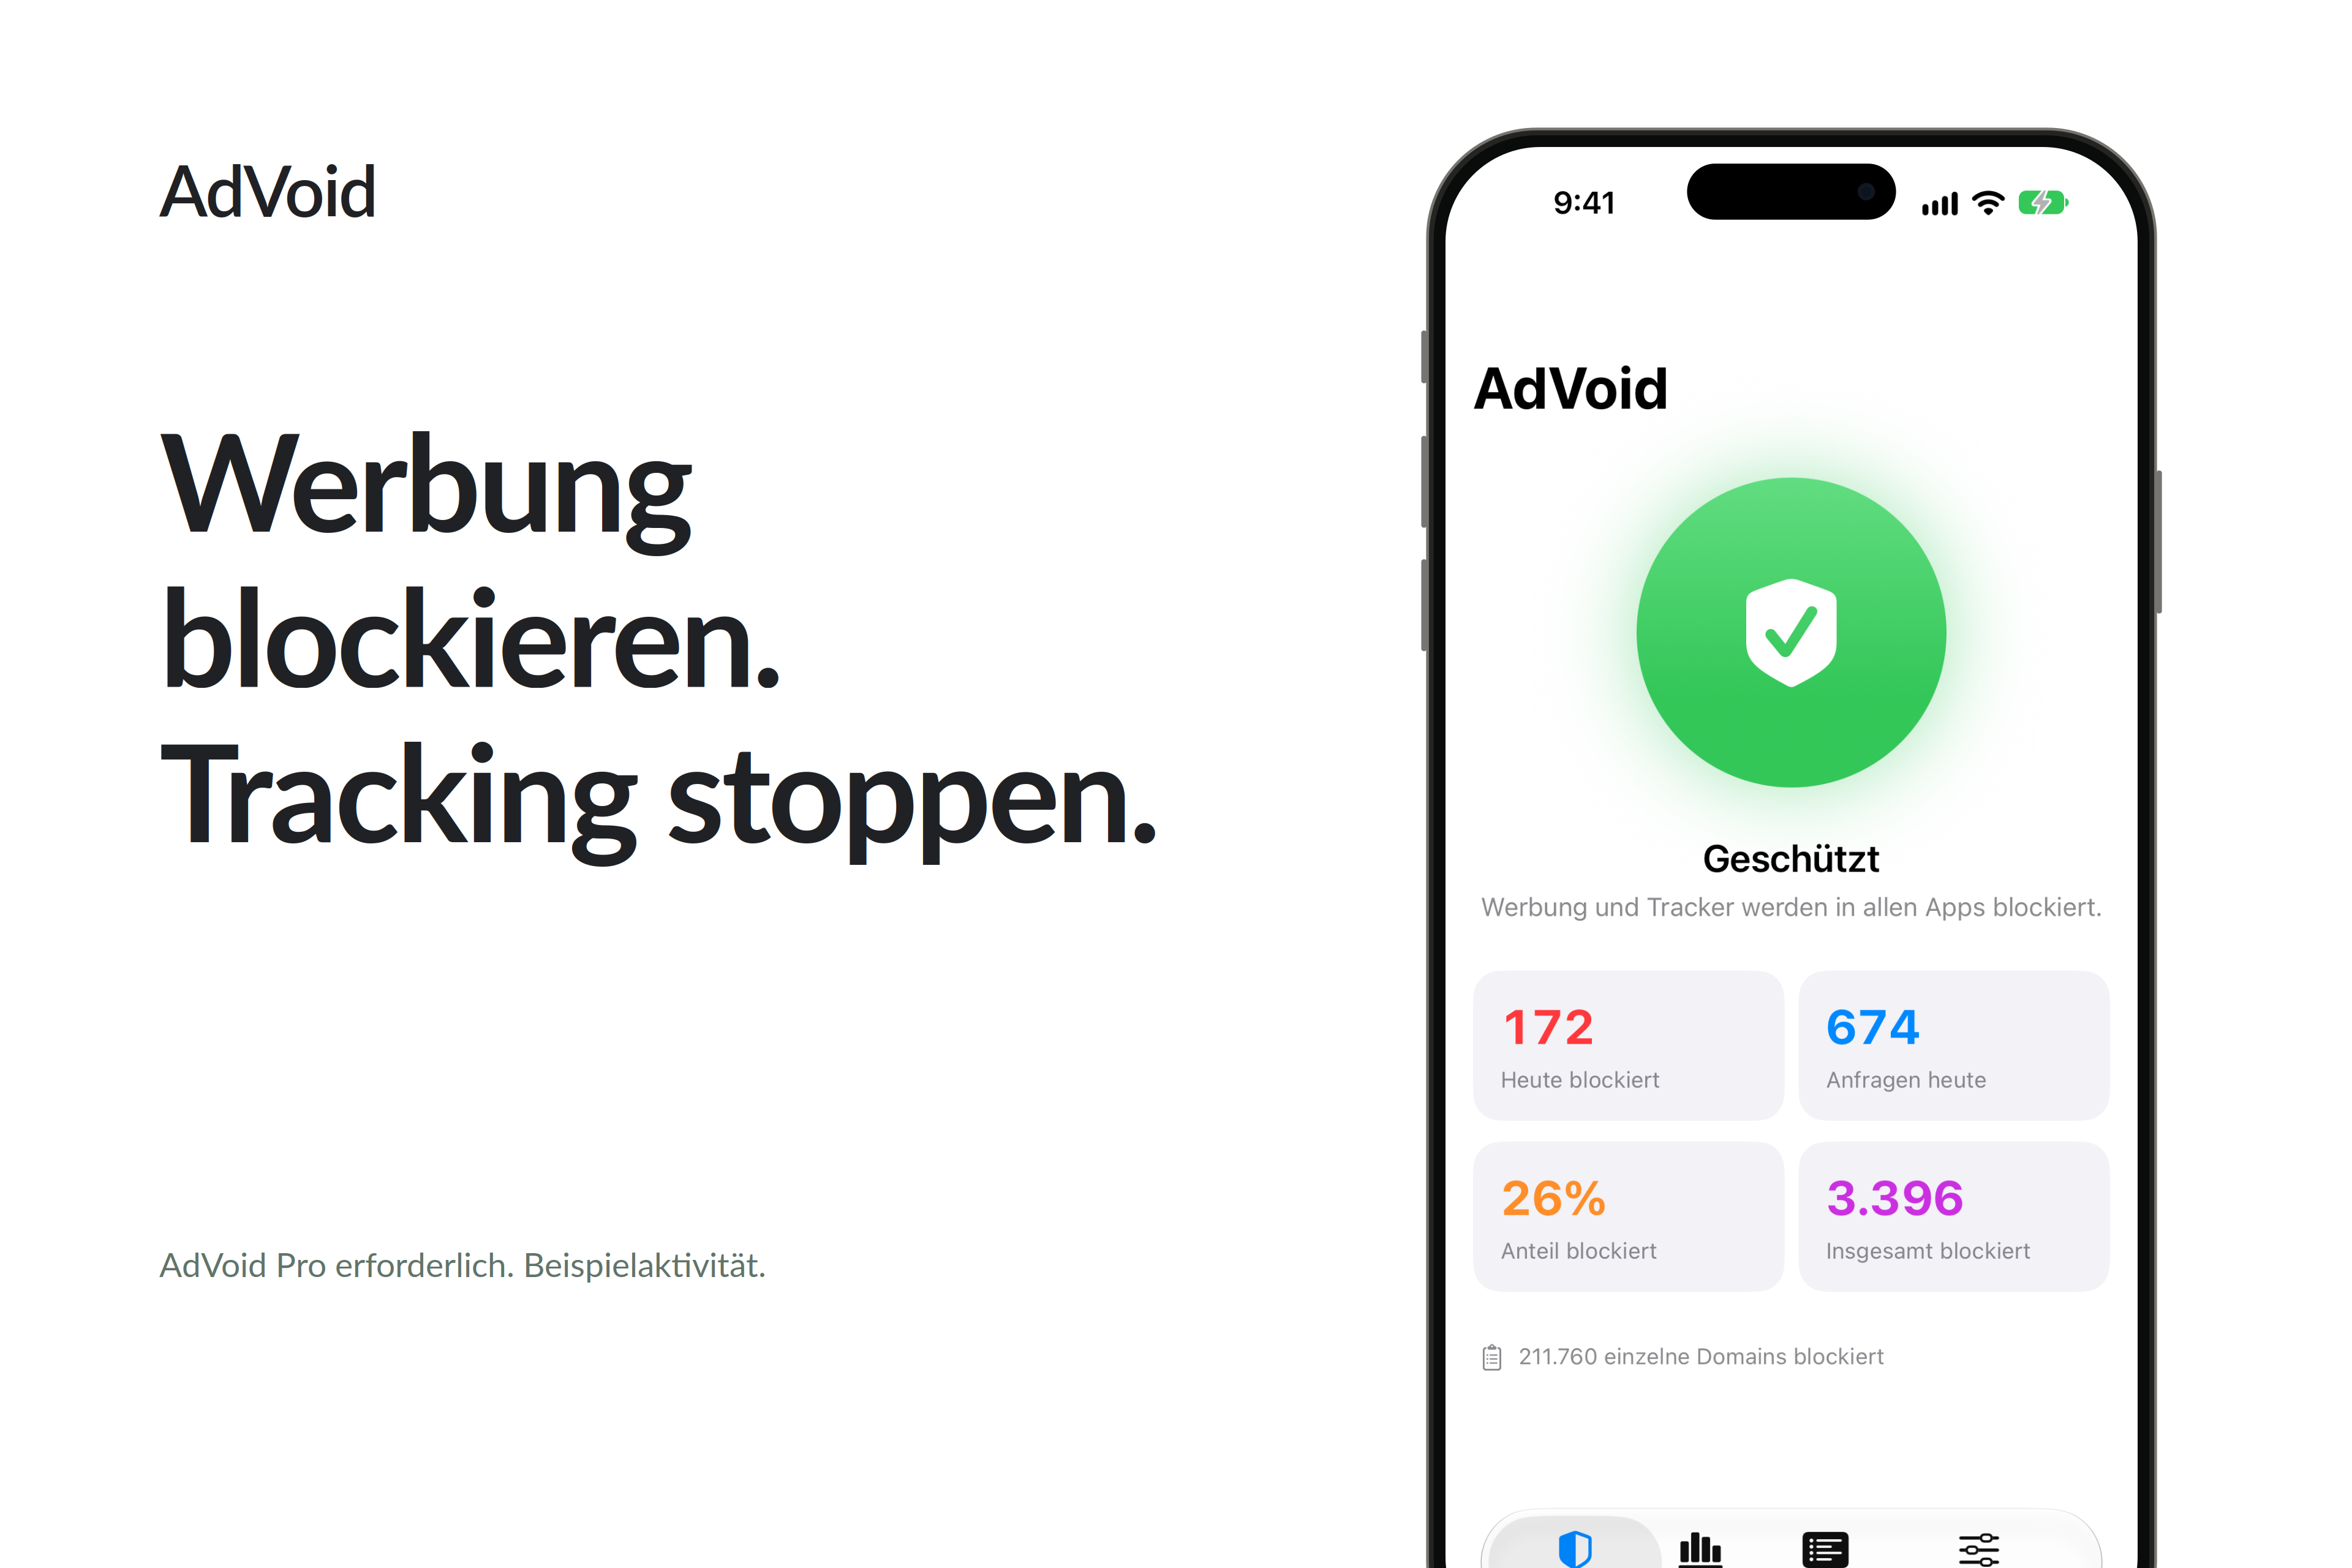 AdVoid
Werbung
blockieren.
Tracking stoppen.
AdVoid Pro erforderlich. Beispielaktivität.
9:41
AdVoid
Geschützt
Werbung und Tracker werden in allen Apps blockiert.
172
Heute blockiert
674
Anfragen heute
26%
Anteil blockiert
3.396
Insgesamt blockiert
211.760 einzelne Domains blockiert